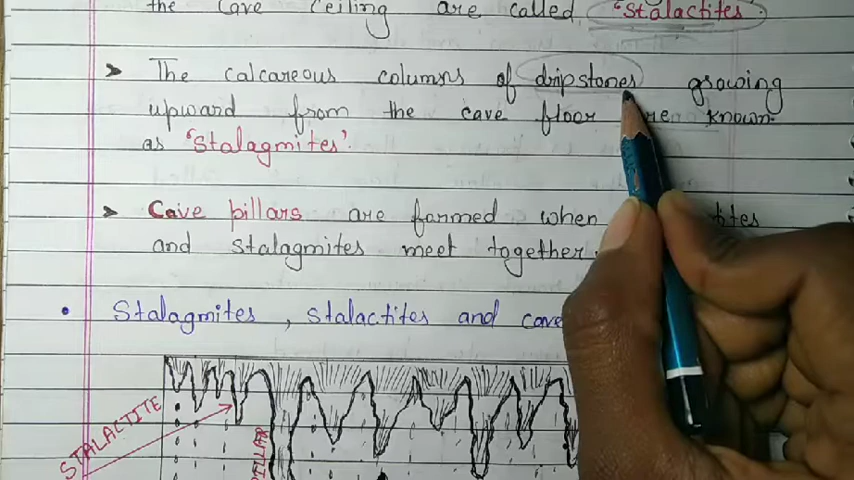 the cave ceiling are called 'stalactites.
➤ The calcareous columns of dripstones growing
upward from the cave floor are known
as 'stalagmites'.
➤ Cave pillars are formed when
and stalagmites meet together.
• Stalagmites, stalactites and cave
STALACTITE
PILLAR